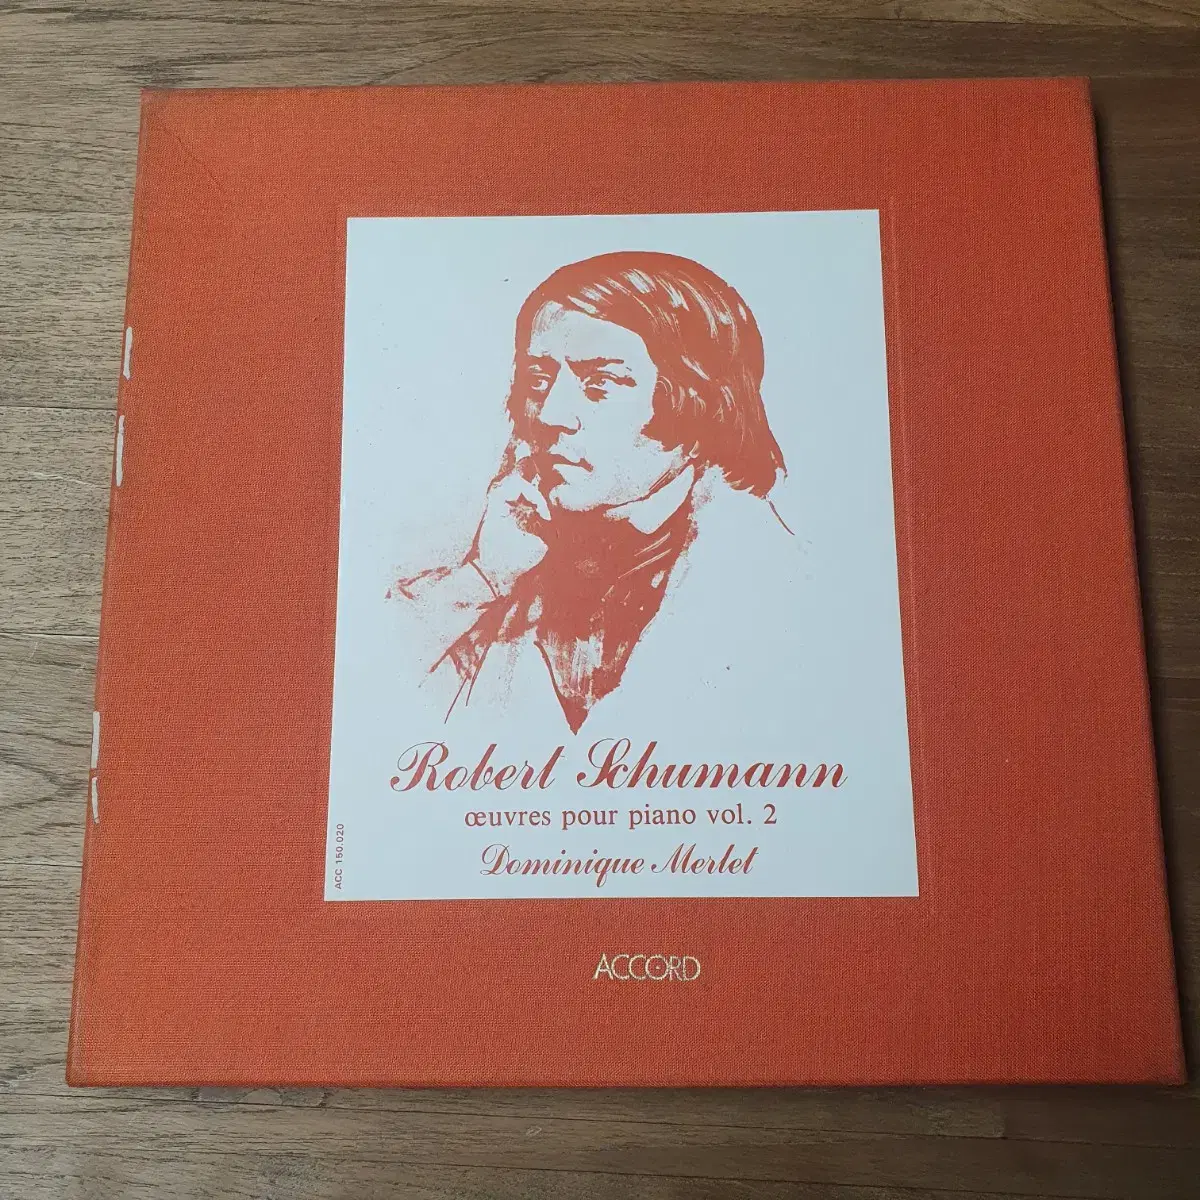 Robert Schumann
œuvres pour piano vol. 2
Dominique Merlet
ACC 150.020
ACCORD